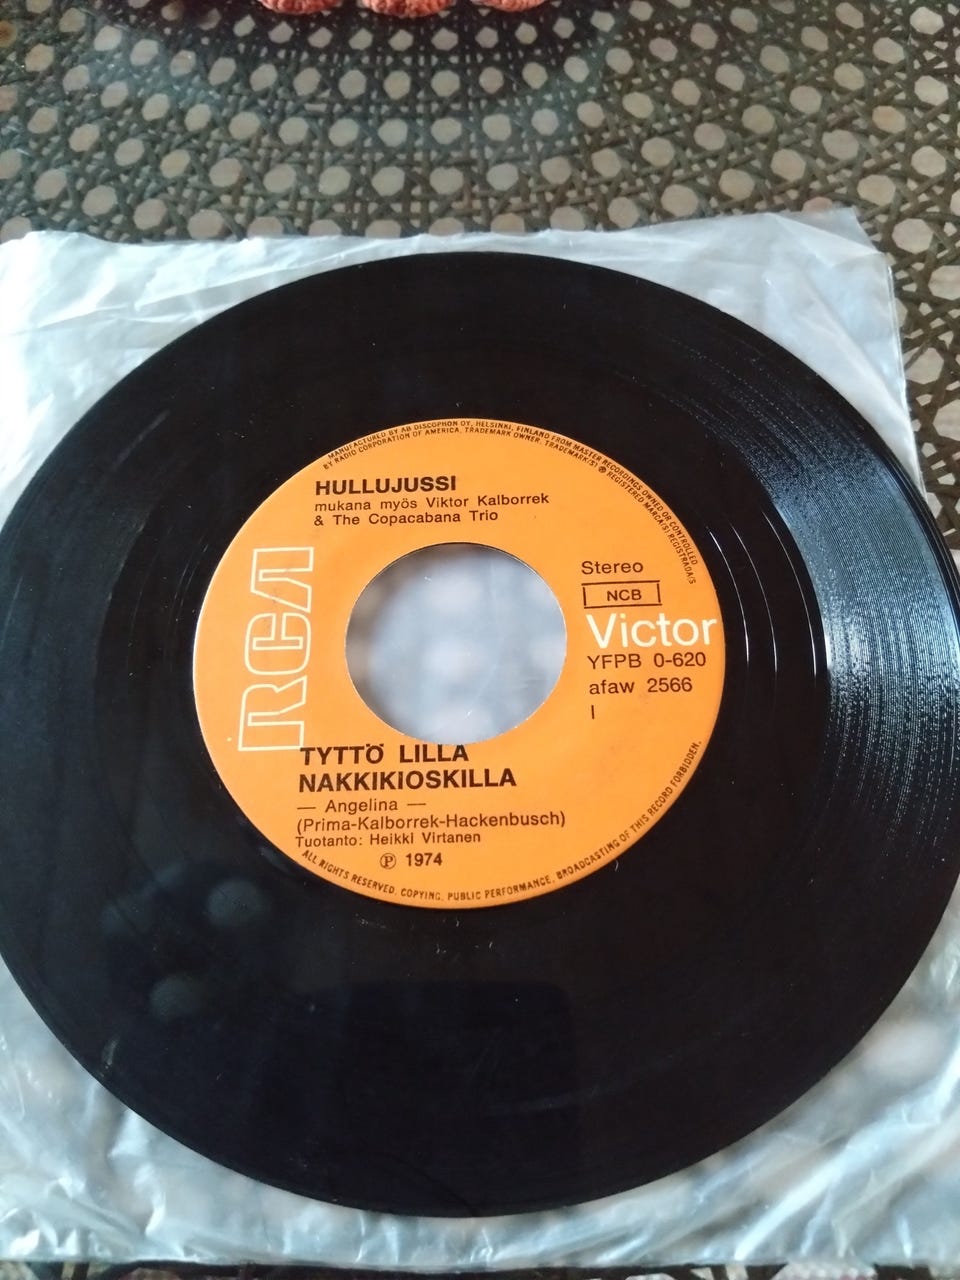 MANUFACTURED BY AB DISCOPHON OY, HELSINKI, FINLAND FROM MASTER RECORDINGS OWNED OR CONTROLLED
BY RADIO CORPORATION OF AMERICA, TRADEMARK OWNER. TRADEMARK(S) ® REGISTERED MARCA(S) REGISTRADA(S)
HULLUJUSSI
mukana myös Viktor Kalborrek
& The Copacabana Trio
RCA
Stereo
NCB
Victor
YFPB 0-620
afaw 2566
I
TYTTÖ LILLA
NAKKIKIOSKILLA
— Angelina —
(Prima-Kalborrek-Hackenbusch)
Tuotanto: Heikki Virtanen
Ⓟ 1974
ALL RIGHTS RESERVED. COPYING, PUBLIC PERFORMANCE, BROADCASTING OF THIS RECORD FORBIDDEN.